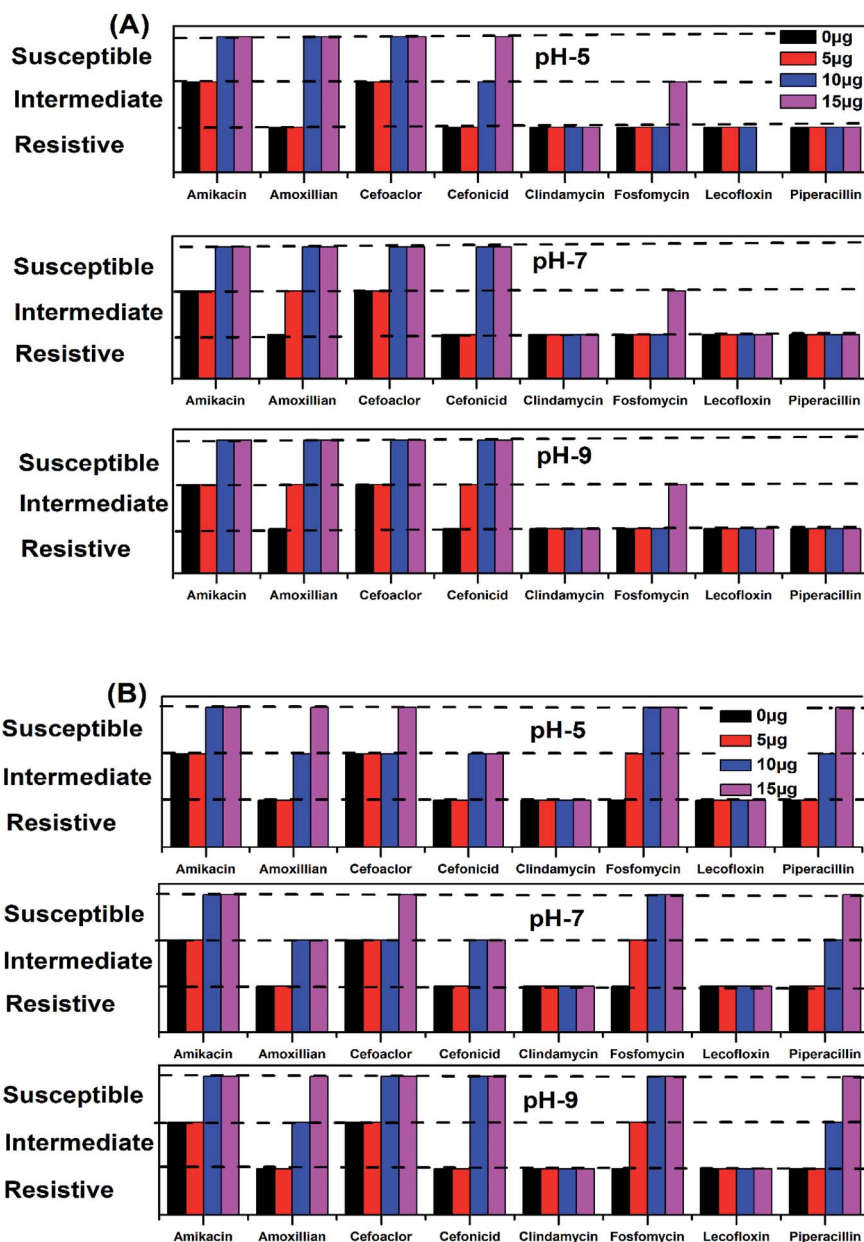 (A)
pH-5
0µg
5µg
10µg
15µg
Susceptible
Intermediate
Resistive
Amikacin Amoxillian Cefoaclor Cefonicid Clindamycin Fosfomycin Lecofloxin Piperacillin
pH-7
Susceptible
Intermediate
Resistive
Amikacin Amoxillian Cefoaclor Cefonicid Clindamycin Fosfomycin Lecofloxin Piperacillin
pH-9
Susceptible
Intermediate
Resistive
Amikacin Amoxillian Cefoaclor Cefonicid Clindamycin Fosfomycin Lecofloxin Piperacillin
(B)
pH-5
0µg
5µg
10µg
15µg
Susceptible
Intermediate
Resistive
Amikacin Amoxillian Cefoaclor Cefonicid Clindamycin Fosfomycin Lecofloxin Piperacillin
pH-7
Susceptible
Intermediate
Resistive
Amikacin Amoxillian Cefoaclor Cefonicid Clindamycin Fosfomycin Lecofloxin Piperacillin
pH-9
Susceptible
Intermediate
Resistive
Amikacin Amoxillian Cefoaclor Cefonicid Clindamycin Fosfomycin Lecofloxin Piperacillin